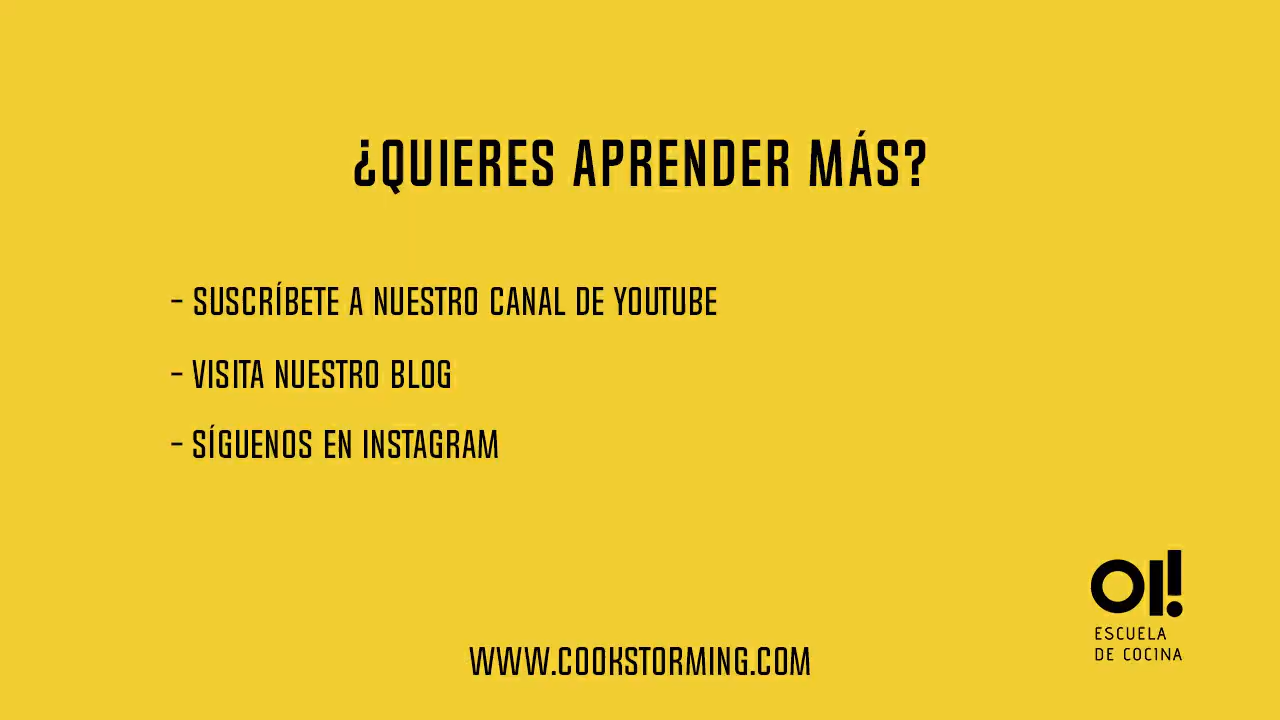 ¿QUIERES APRENDER MÁS?
- SUSCRÍBETE A NUESTRO CANAL DE YOUTUBE
- VISITA NUESTRO BLOG
- SÍGUENOS EN INSTAGRAM
OI!
ESCUELA
DE COCINA
WWW.COOKSTORMING.COM